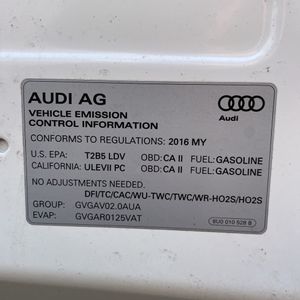 AUDI AG
Audi
VEHICLE EMISSION
CONTROL INFORMATION
CONFORMS TO REGULATIONS: 2016 MY
U.S. EPA: T2B5 LDV OBD: CA II FUEL: GASOLINE
CALIFORNIA: ULEVII PC OBD: CA II FUEL: GASOLINE
NO ADJUSTMENTS NEEDED.
DFI/TC/CAC/WU-TWC/TWC/WR-HO2S/HO2S
GROUP: GVGAV02.0AUA
EVAP: GVGAR0125VAT
8U0 010 528 B